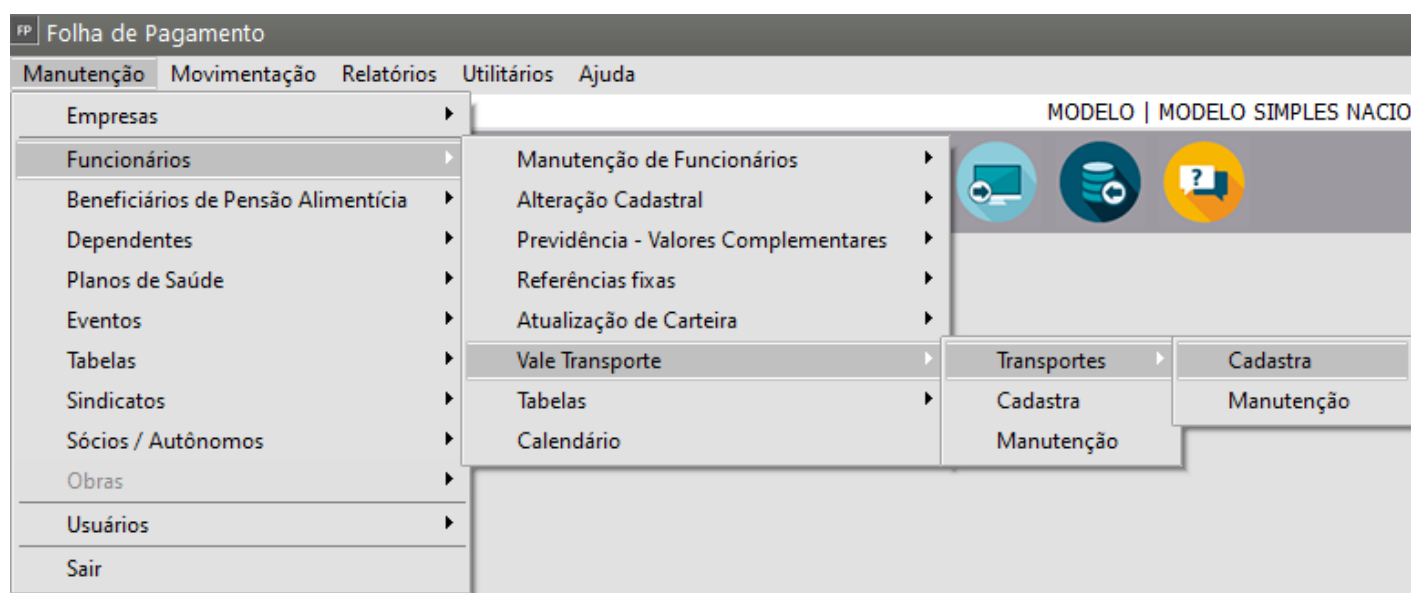 FP Folha de Pagamento
Manutenção Movimentação Relatórios Utilitários Ajuda
MODELO | MODELO SIMPLES NACIO
Empresas
Funcionários
Beneficiários de Pensão Alimentícia
Dependentes
Planos de Saúde
Eventos
Tabelas
Sindicatos
Sócios / Autônomos
Obras
Usuários
Sair
Manutenção de Funcionários
Alteração Cadastral
Previdência - Valores Complementares
Referências fixas
Atualização de Carteira
Vale Transporte
Tabelas
Calendário
Transportes
Cadastra
Manutenção
Cadastra
Manutenção
?